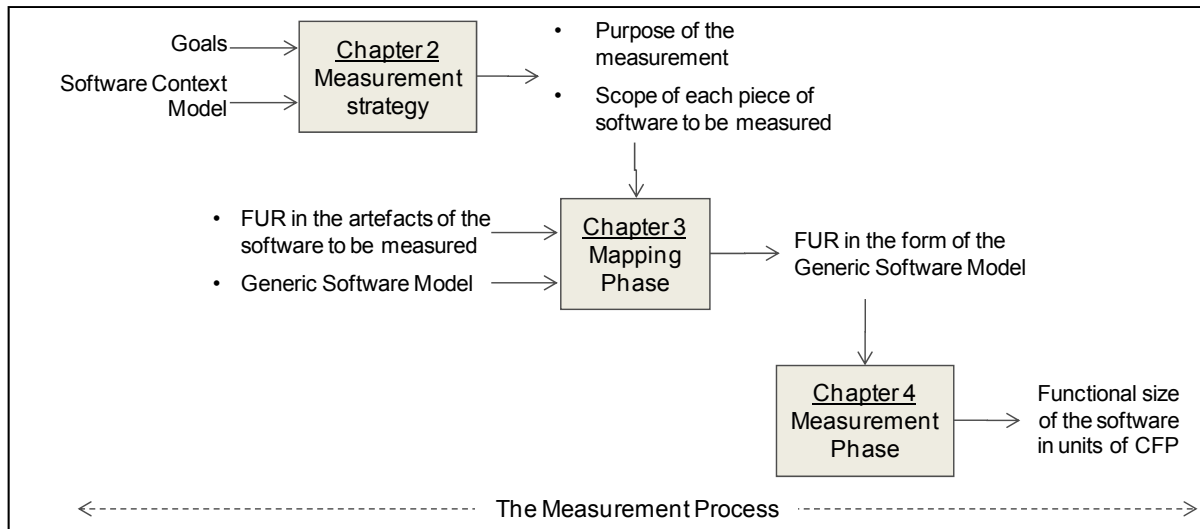 Goals
Software Context
Model
Chapter 2
Measurement
strategy
• Purpose of the
measurement
• Scope of each piece of
software to be measured
• FUR in the artefacts of the
software to be measured
• Generic Software Model
Chapter 3
Mapping
Phase
FUR in the form of the
Generic Software Model
Chapter 4
Measurement
Phase
Functional size
of the software
in units of CFP
The Measurement Process